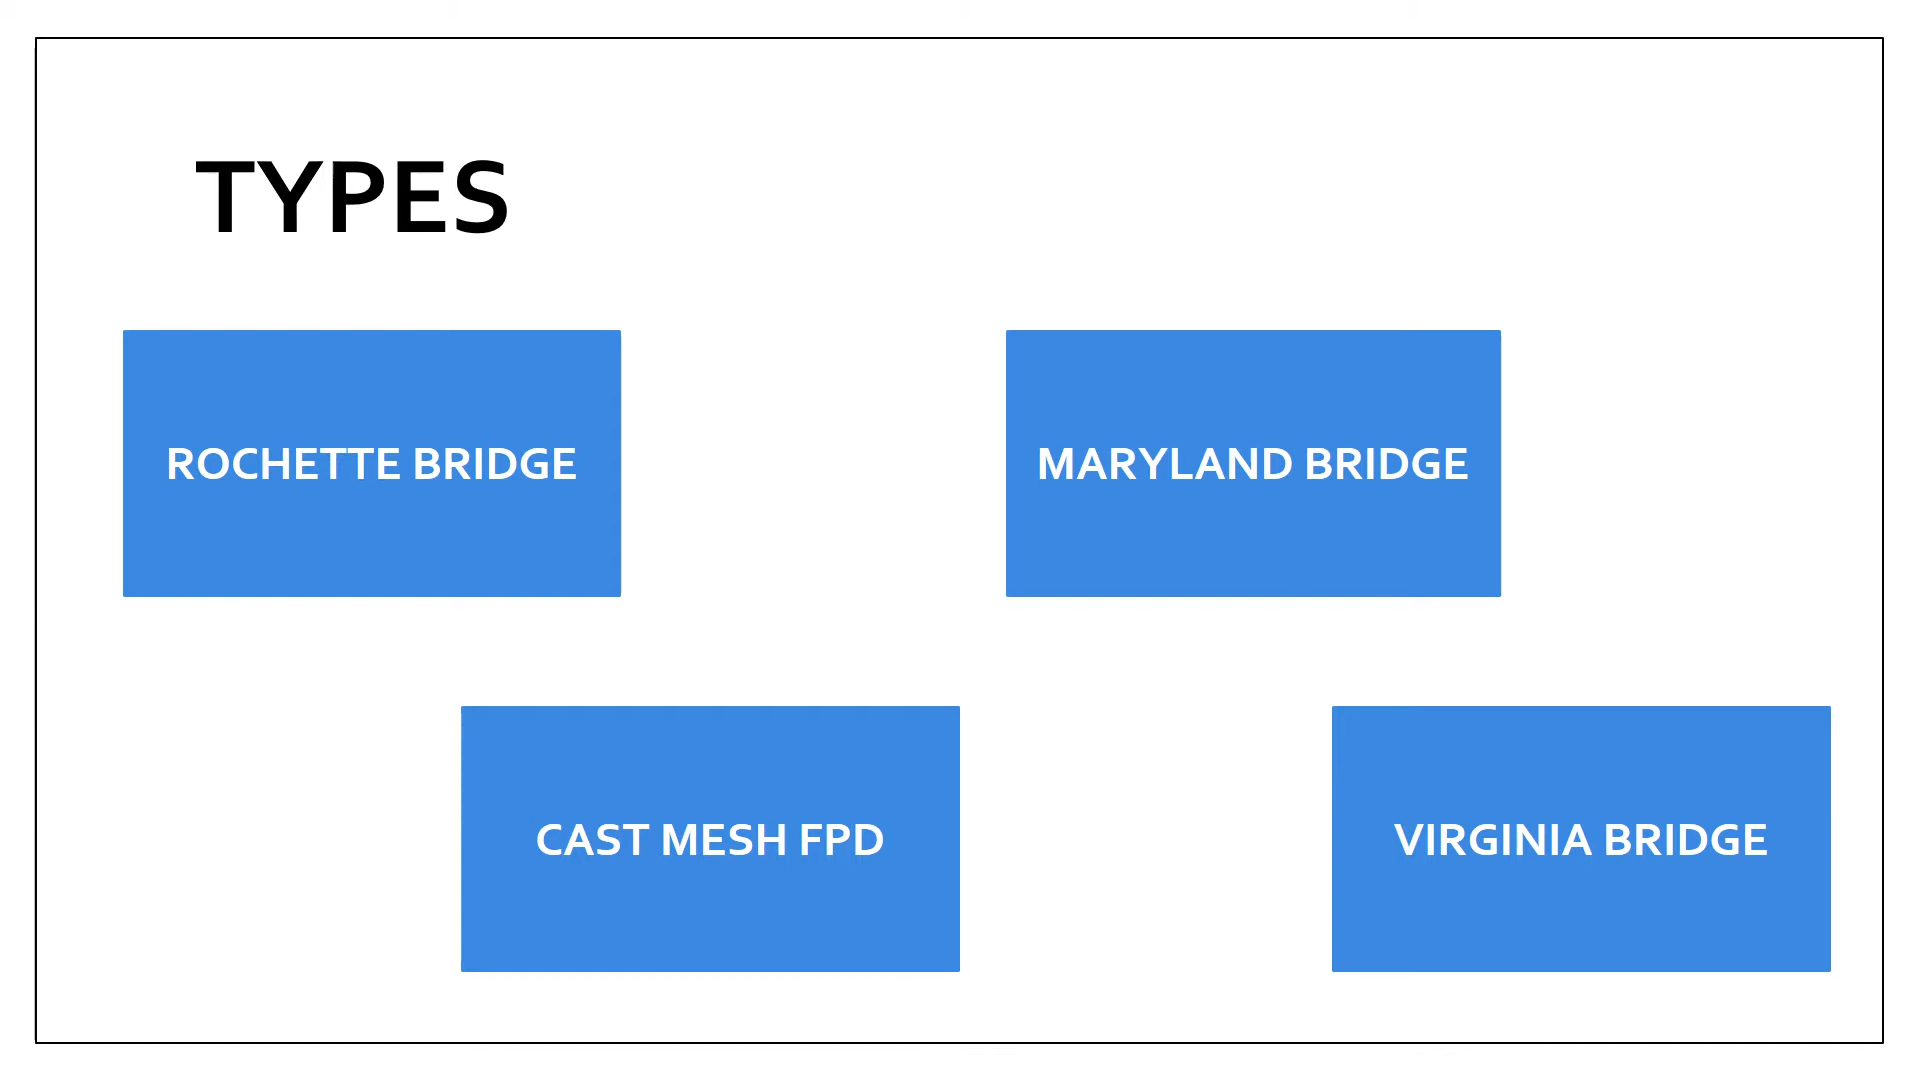 TYPES
ROCHETTE BRIDGE
MARYLAND BRIDGE
CAST MESH FPD
VIRGINIA BRIDGE